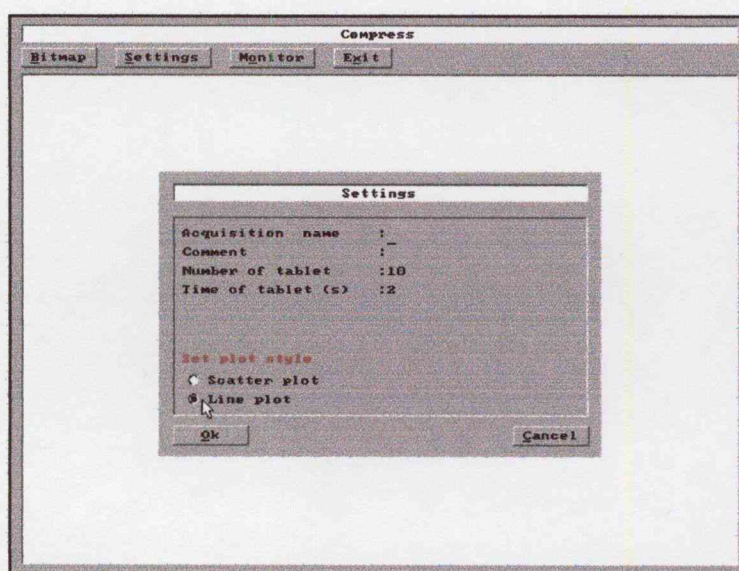 Compress
Bitmap Settings Monitor Exit
Settings
Acquisition name :_
Comment :
Number of tablet :10
Time of tablet (s) :2
Set plot style
Scatter plot
Line plot
Ok Cancel